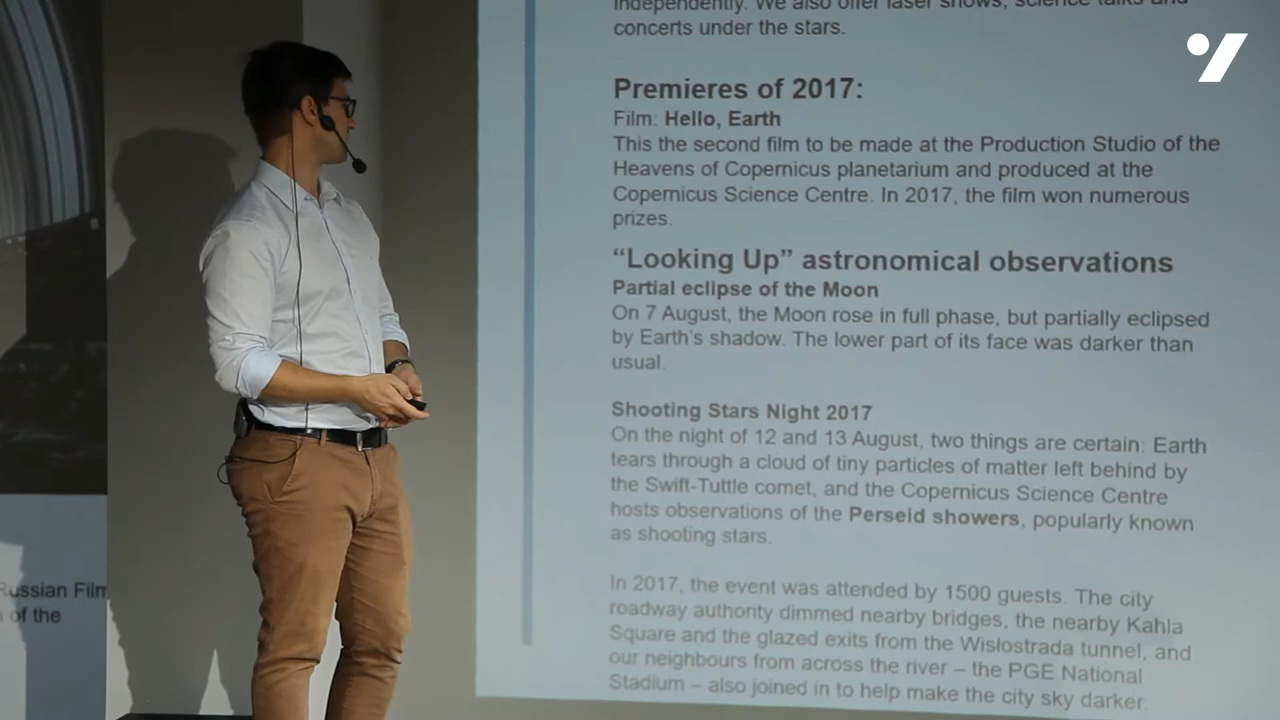 independently. We also offer laser shows, science talks and
concerts under the stars.
Premieres of 2017:
Film: Hello, Earth
This the second film to be made at the Production Studio of the
Heavens of Copernicus planetarium and produced at the
Copernicus Science Centre. In 2017, the film won numerous
prizes.
“Looking Up” astronomical observations
Partial eclipse of the Moon
On 7 August, the Moon rose in full phase, but partially eclipsed
by Earth's shadow. The lower part of its face was darker than
usual.
Shooting Stars Night 2017
On the night of 12 and 13 August, two things are certain: Earth
tears through a cloud of tiny particles of matter left behind by
the Swift-Tuttle comet, and the Copernicus Science Centre
hosts observations of the Perseid showers, popularly known
as shooting stars.
In 2017, the event was attended by 1500 guests. The city
roadway authority dimmed nearby bridges, the nearby Kahla
Square and the glazed exits from the Wisłostrada tunnel, and
our neighbours from across the river – the PGE National
Stadium – also joined in to help make the city sky darker.
Russian Film
of the